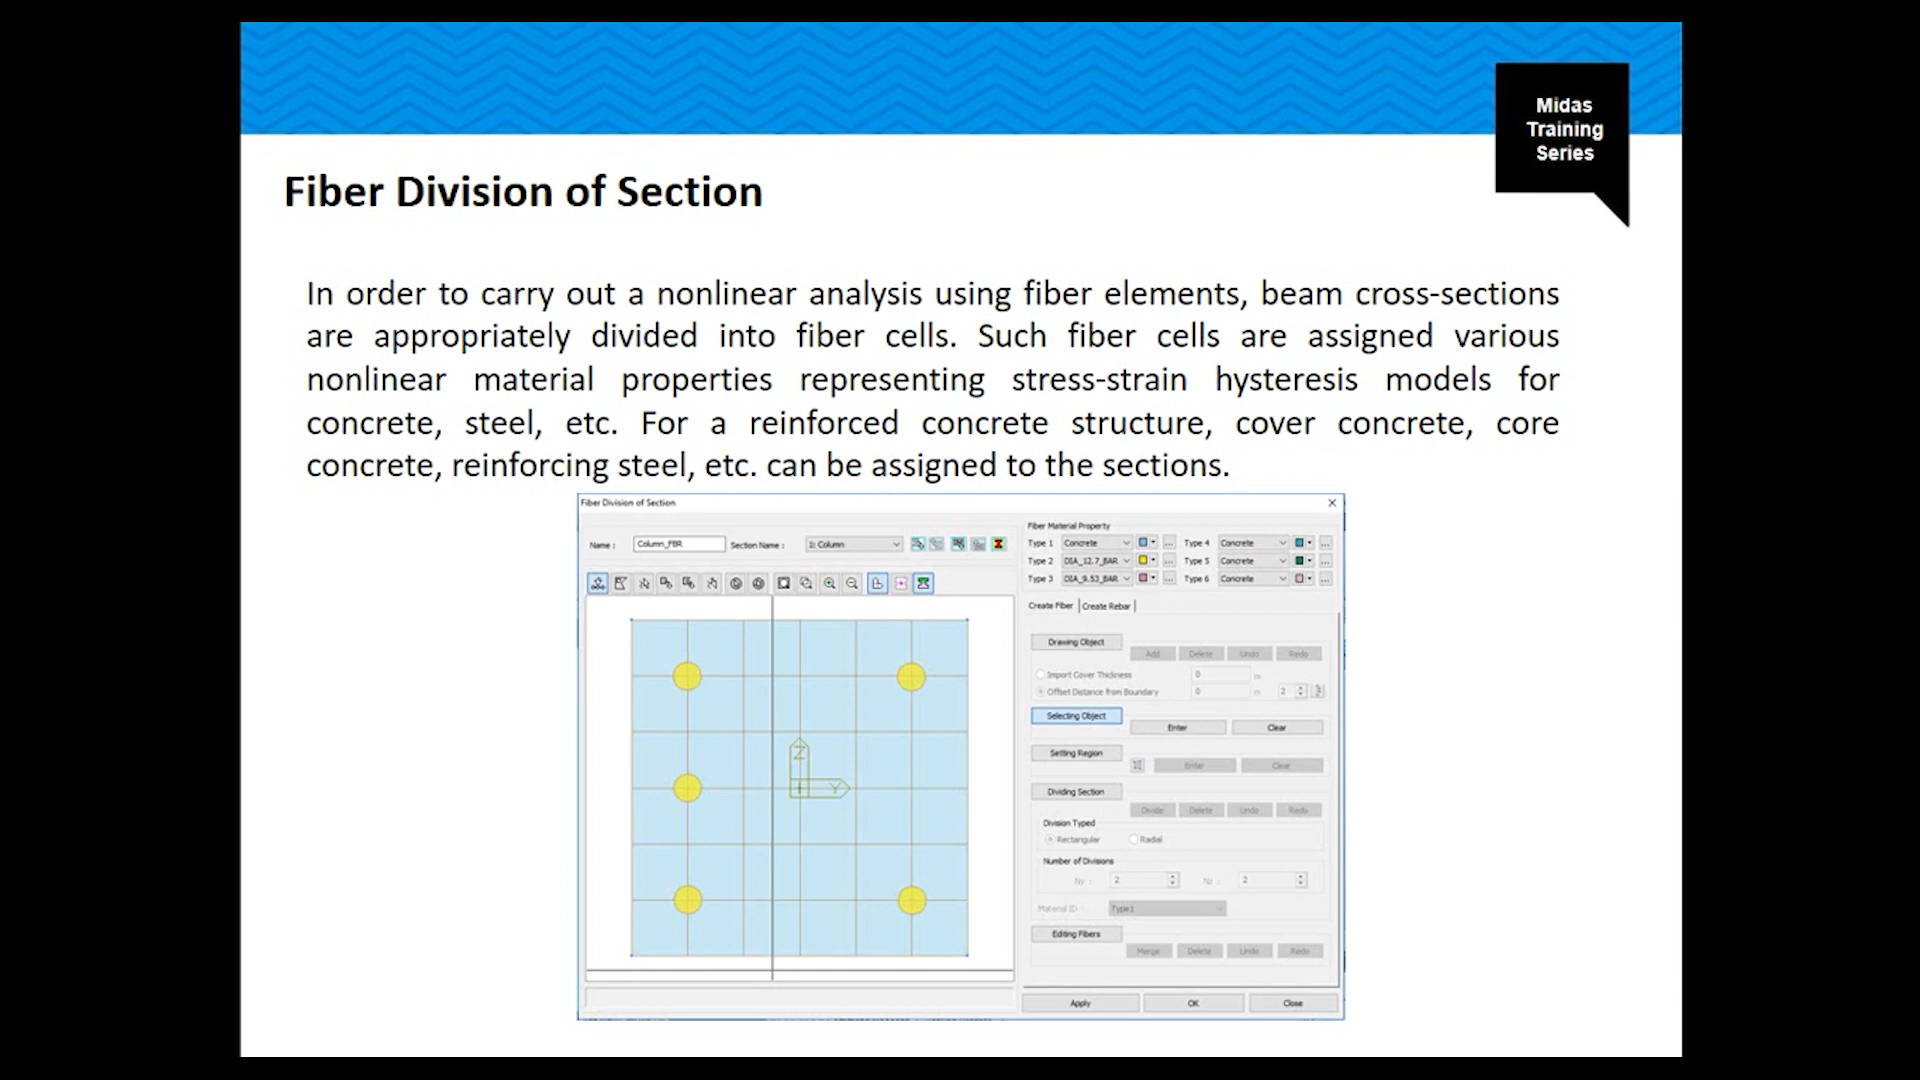 Midas
Training
Series
Fiber Division of Section
In order to carry out a nonlinear analysis using fiber elements, beam cross-sections
are appropriately divided into fiber cells. Such fiber cells are assigned various
nonlinear material properties representing stress-strain hysteresis models for
concrete, steel, etc. For a reinforced concrete structure, cover concrete, core
concrete, reinforcing steel, etc. can be assigned to the sections.
Fiber Division of Section
Name : Column_FBR Section Name : 1: Column
Fiber Material Property
Type 1 Concrete Type 4 Concrete
Type 2 DIA_12.7_BAR Type 5 Concrete
Type 3 DIA_9.53_BAR Type 6 Concrete
Create Fiber Create Rebar
Drawing Object
Add Delete Undo Redo
Import Cover Thickness 0 m
Offset Distance from Boundary 0 m 2
Selecting Object
Enter Clear
Setting Region
Enter Clear
Dividing Section
Divide Delete Undo Redo
Division Typed
Rectangular Radial
Number of Divisions
Ny : 2 Nz : 2
Material ID : Type1
Editing Fibers
Merge Delete Undo Redo
Z
Y
Apply OK Close